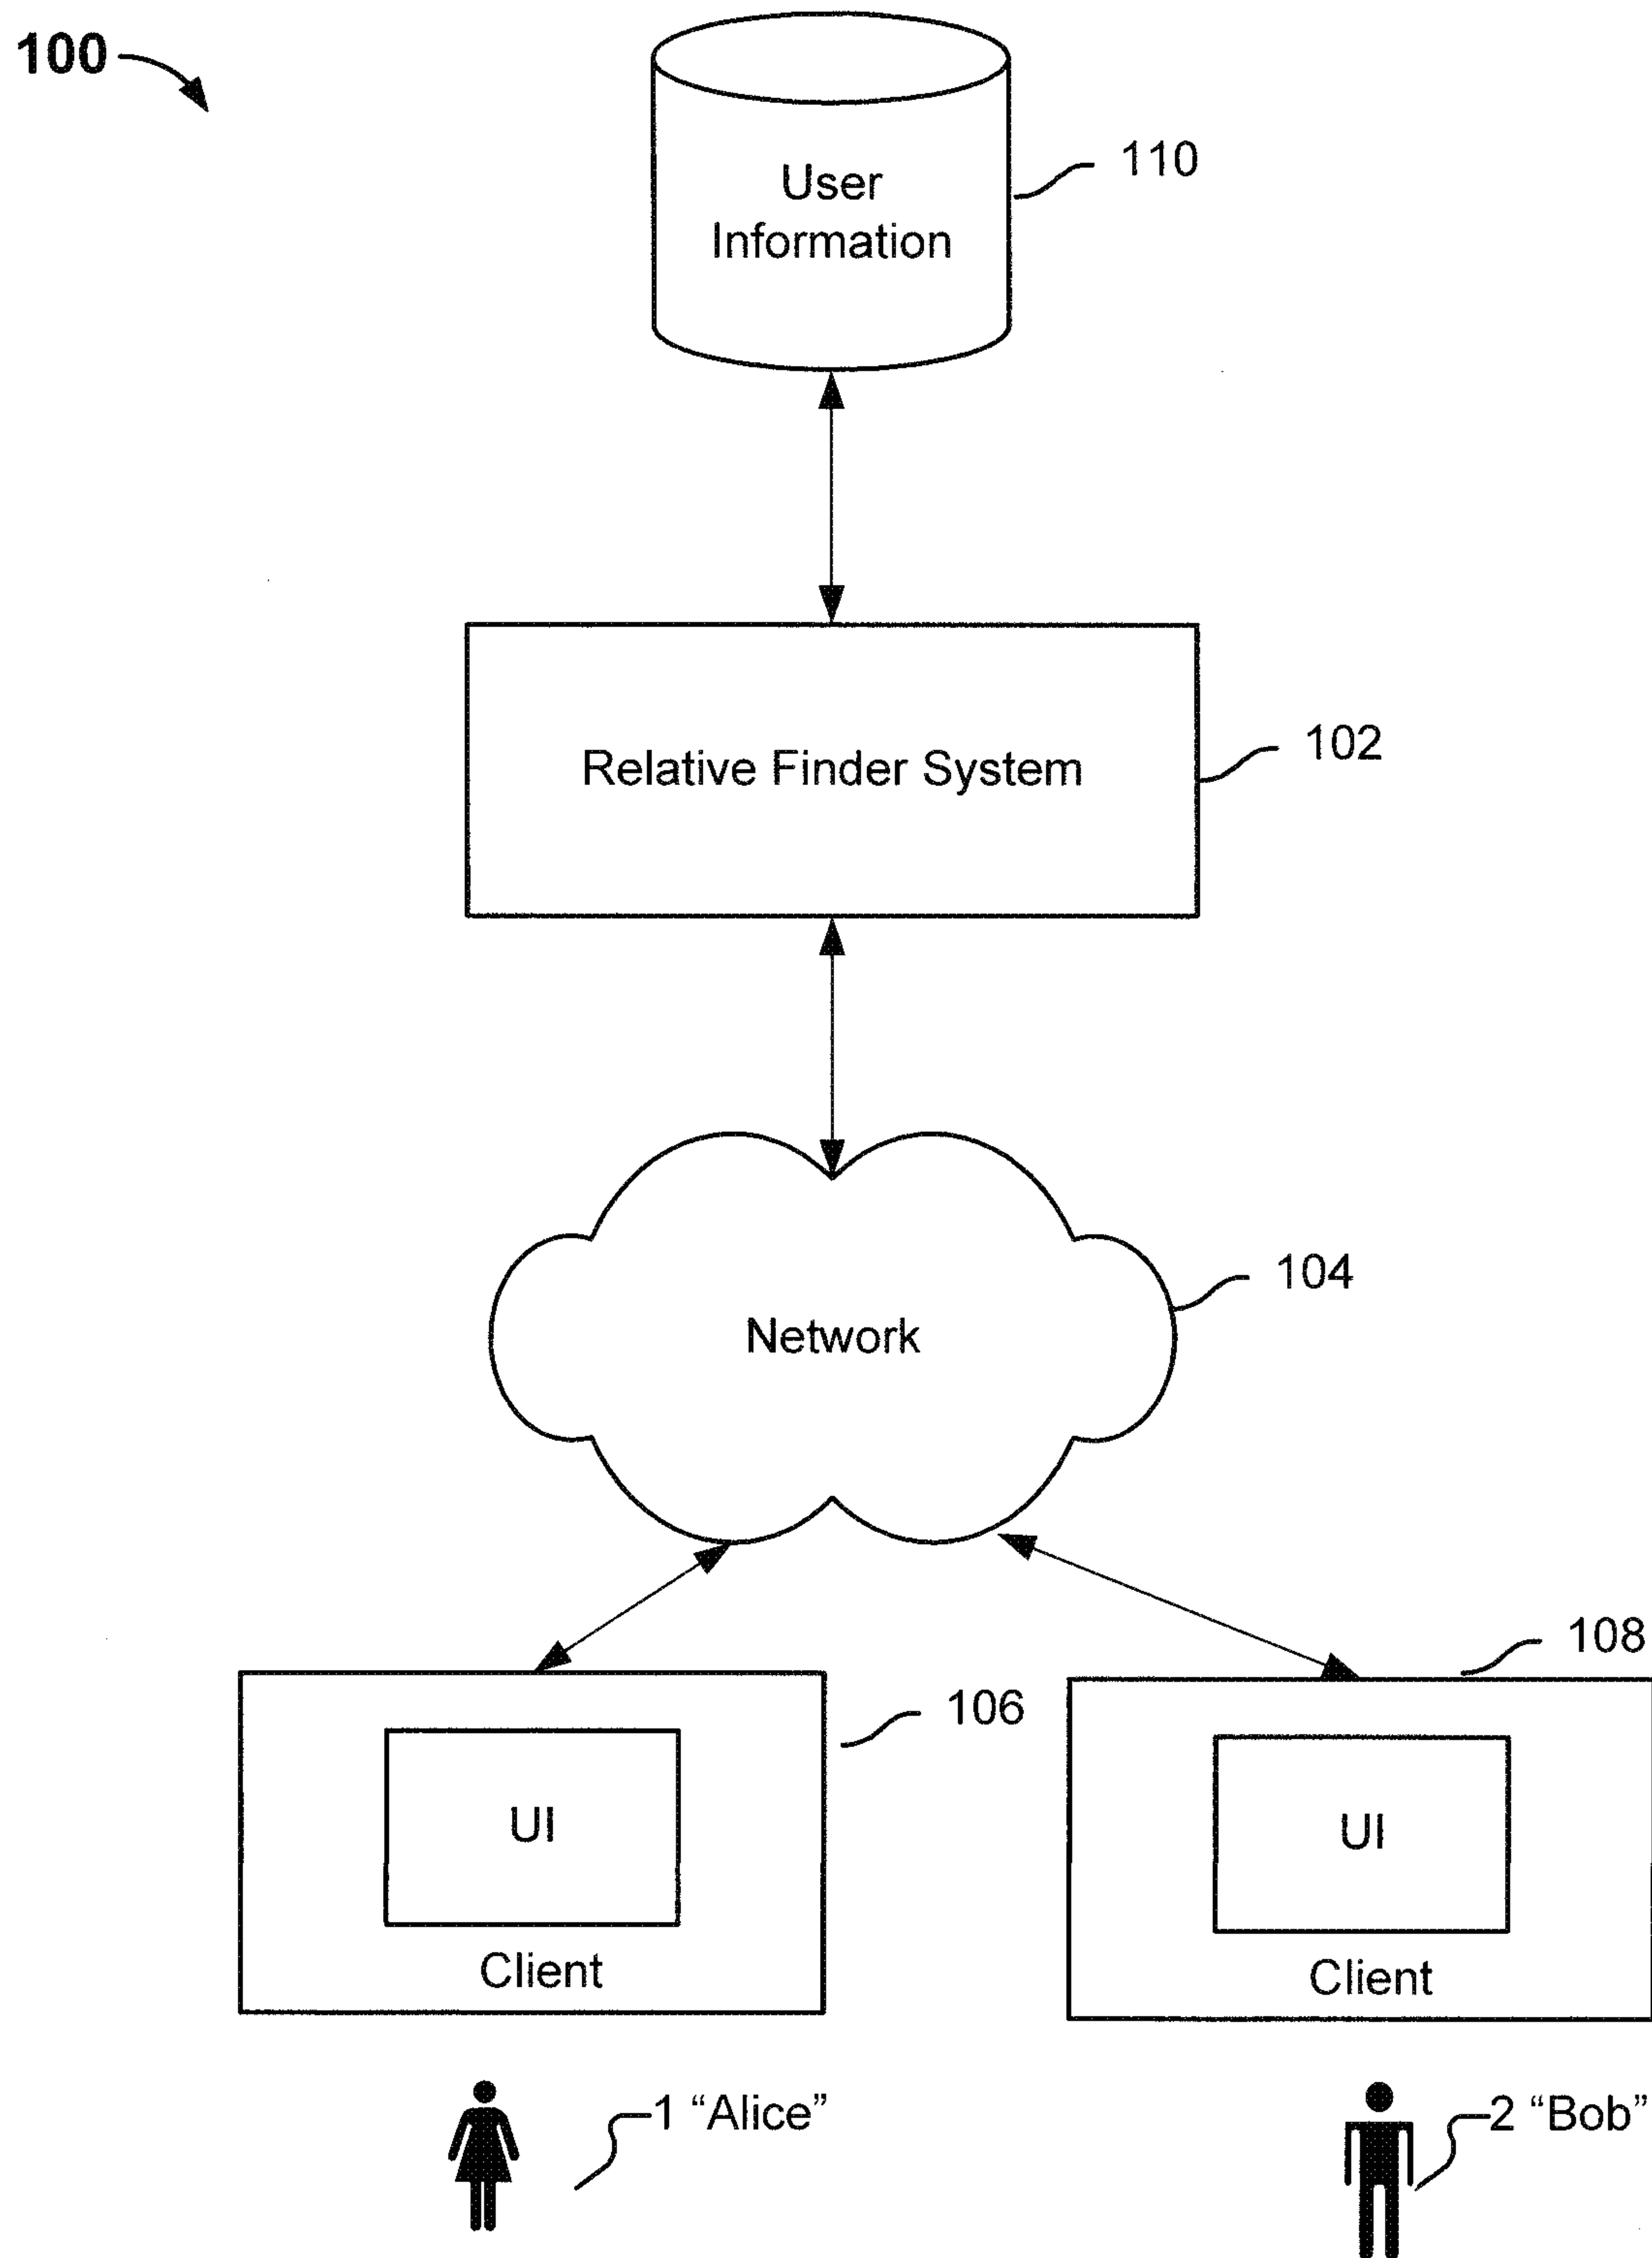 100
User
Information
110
Relative Finder System
102
Network
104
108
106
UI
UI
Client
Client
1 “Alice”
2 “Bob”